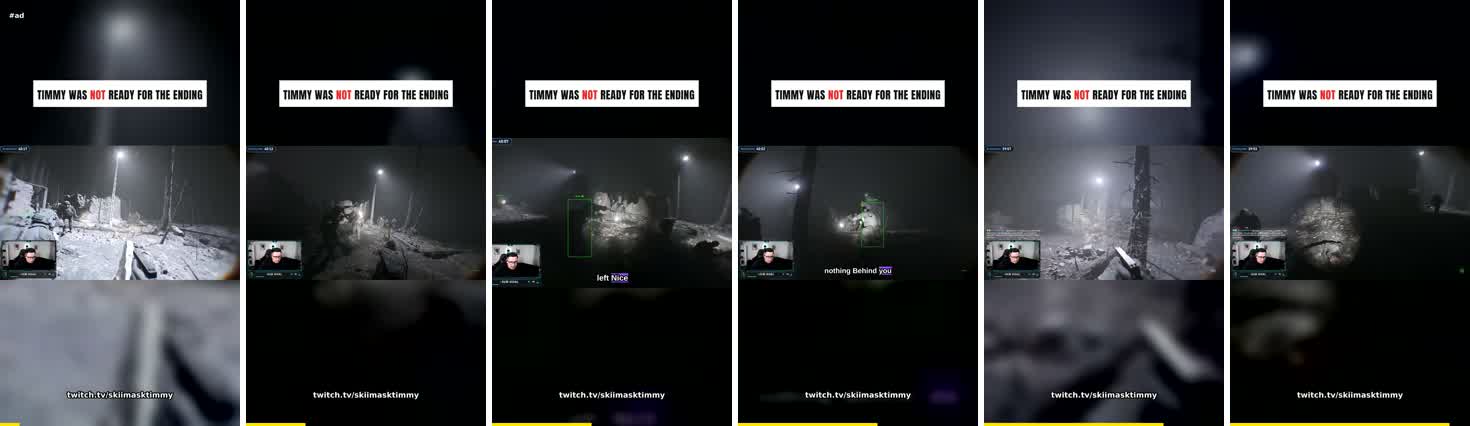 #ad
TIMMY WAS NOT READY FOR THE ENDING
twitch.tv/skiimasktimmy
TIMMY WAS NOT READY FOR THE ENDING
twitch.tv/skiimasktimmy
TIMMY WAS NOT READY FOR THE ENDING
left Nice
twitch.tv/skiimasktimmy
TIMMY WAS NOT READY FOR THE ENDING
nothing Behind you
twitch.tv/skiimasktimmy
TIMMY WAS NOT READY FOR THE ENDING
twitch.tv/skiimasktimmy
TIMMY WAS NOT READY FOR THE ENDING
twitch.tv/skiimasktimmy